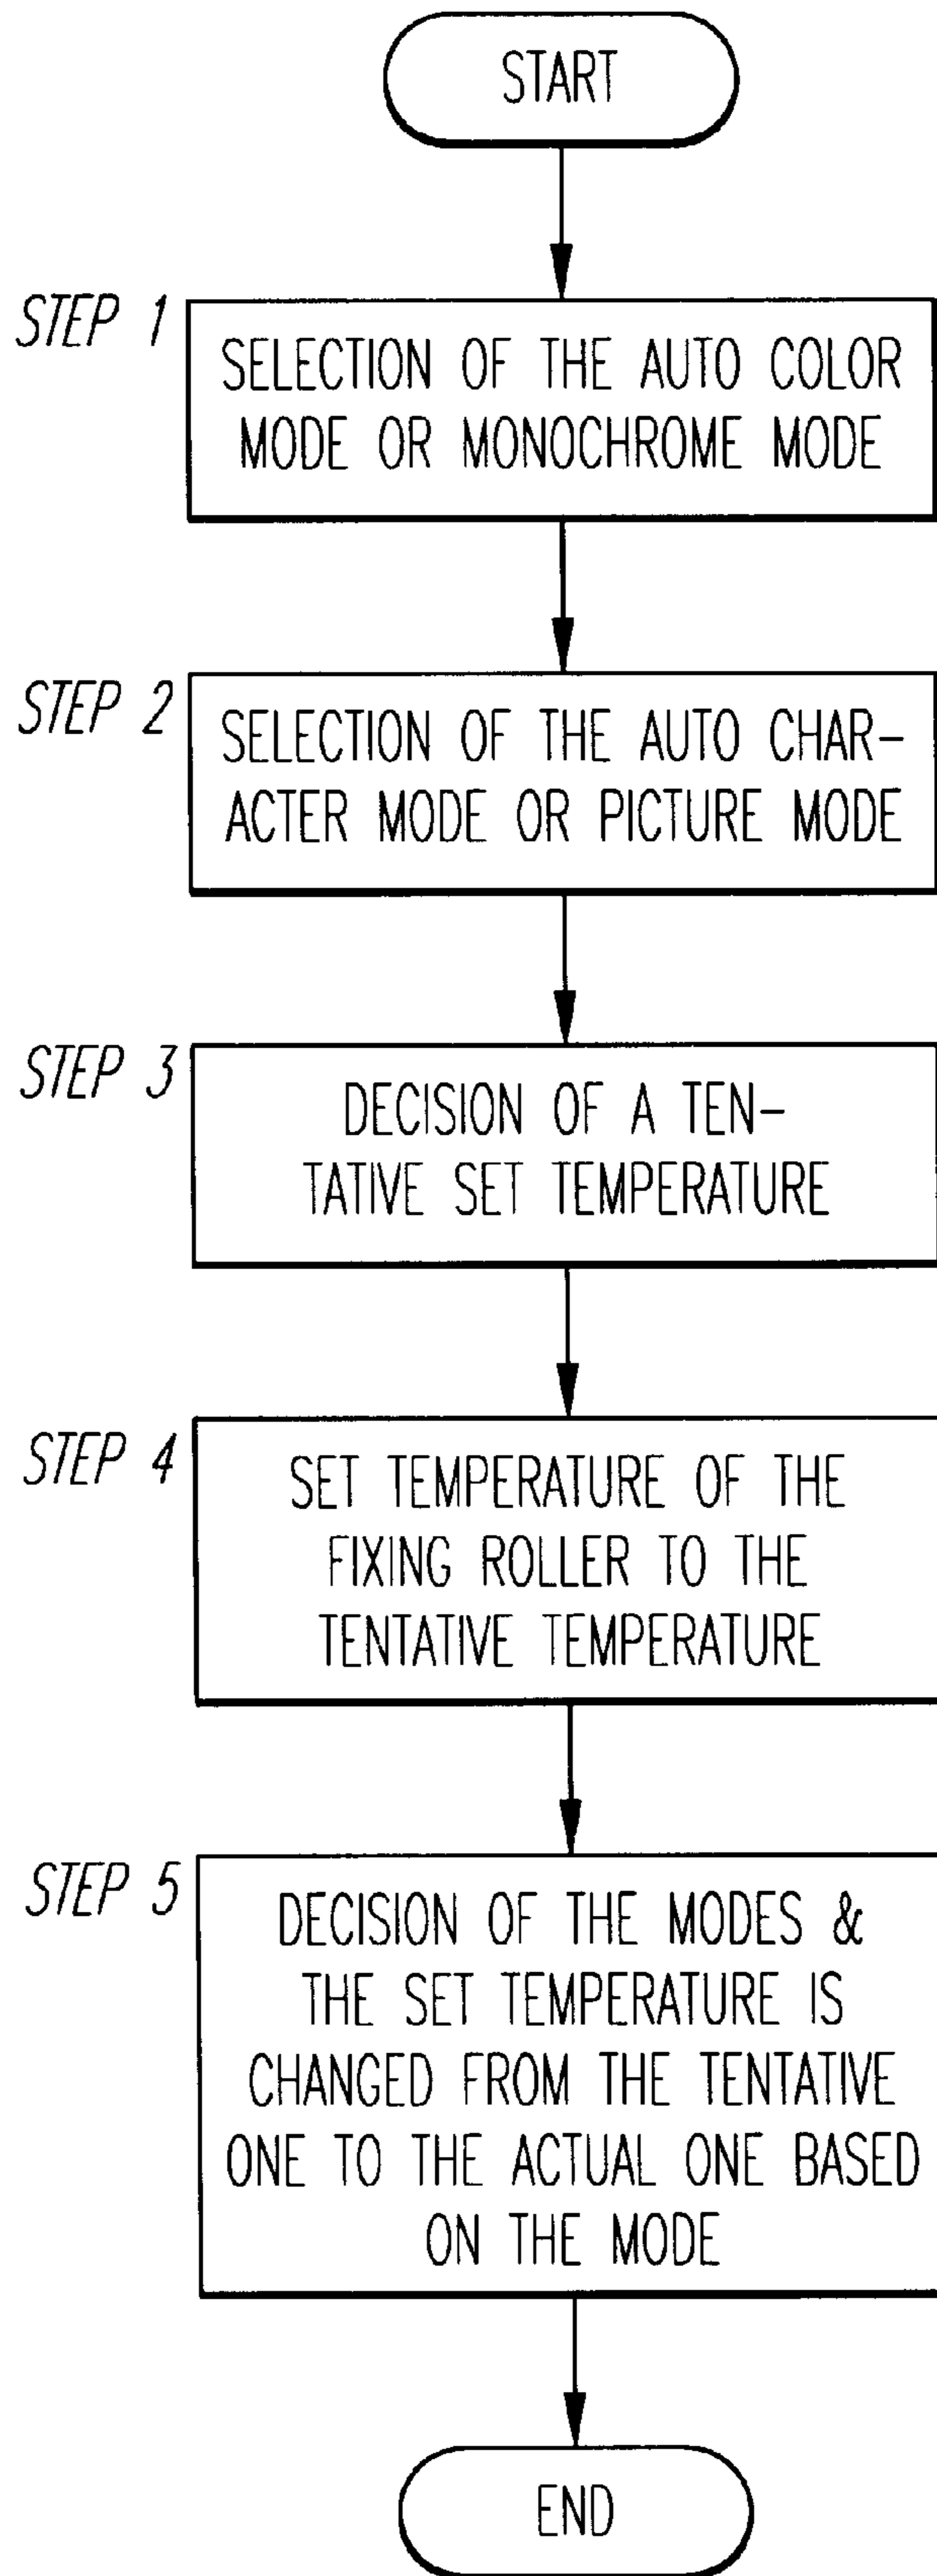 START
STEP 1
SELECTION OF THE AUTO COLOR
MODE OR MONOCHROME MODE
STEP 2
SELECTION OF THE AUTO CHAR-
ACTER MODE OR PICTURE MODE
STEP 3
DECISION OF A TEN-
TATIVE SET TEMPERATURE
STEP 4
SET TEMPERATURE OF THE
FIXING ROLLER TO THE
TENTATIVE TEMPERATURE
STEP 5
DECISION OF THE MODES &
THE SET TEMPERATURE IS
CHANGED FROM THE TENTATIVE
ONE TO THE ACTUAL ONE BASED
ON THE MODE
END